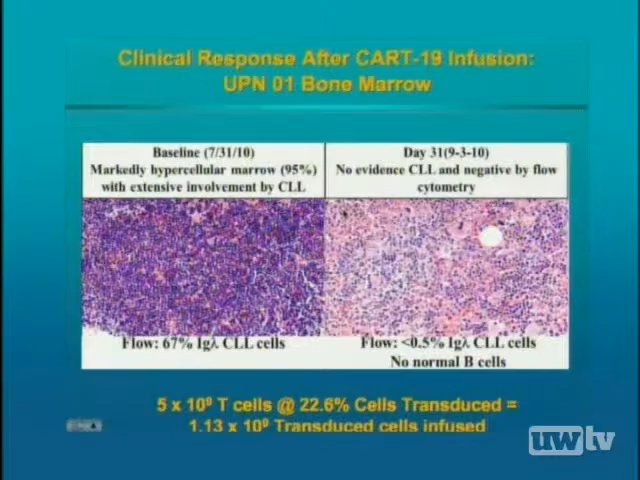 Clinical Response After CART-19 Infusion:
UPN 01 Bone Marrow
Baseline (7/31/10)
Markedly hypercellular marrow (95%)
with extensive involvement by CLL
Day 31(9-3-10)
No evidence CLL and negative by flow
cytometry
Flow: 67% Igλ CLL cells
Flow: <0.5% Igλ CLL cells
No normal B cells
5 x 10⁹ T cells @ 22.6% Cells Transduced =
1.13 x 10⁹ Transduced cells infused
uwtv